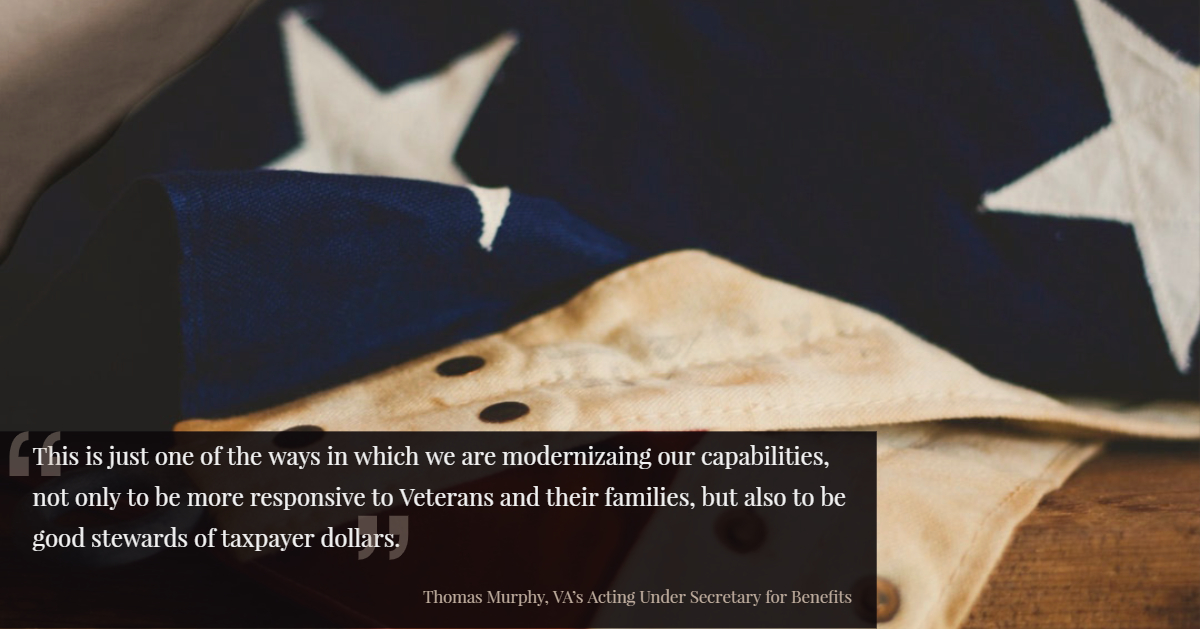 “This is just one of the ways in which we are modernizaing our capabilities,
not only to be more responsive to Veterans and their families, but also to be
good stewards of taxpayer dollars.”
Thomas Murphy, VA’s Acting Under Secretary for Benefits